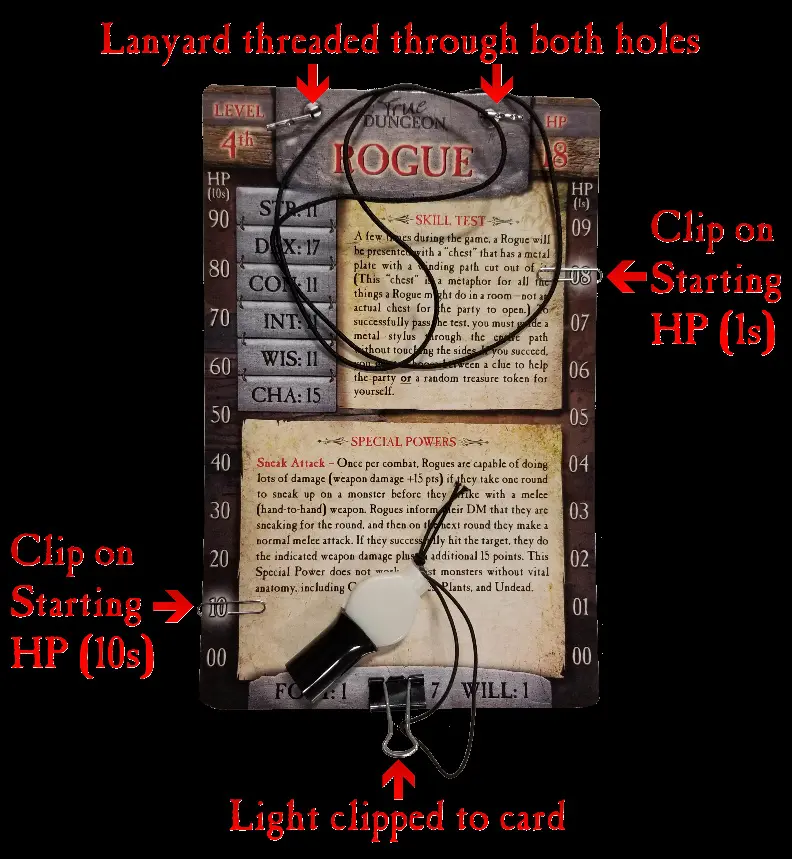 Lanyard threaded through both holes
LEVEL
4th
True
DUNGEON
HP
ROGUE
HP
(10s)
90
80
70
60
50
40
30
20
10
00
STR: 11
DEX: 17
CON: 11
INT: 11
WIS: 11
CHA: 15
SKILL TEST
A few times during the game, a Rogue will
be presented with a "chest" that has a metal
plate with a winding path cut out of
(This "chest" is a metaphor for all the
things a Rogue might do in a room—not an
actual chest for the party to open.) To
successfully pass the test, you must guide a
metal stylus through the entire path
without touching the sides. If you succeed,
you between a clue to help
the party or a random treasure token for
yourself.
HP
(1s)
09
08
07
06
05
04
03
02
01
00
Clip on
Starting
HP (1s)
SPECIAL POWERS
Sneak Attack – Once per combat, Rogues are capable of doing
lots of damage (weapon damage +15 pts) if they take one round
to sneak up on a monster before they strike with a melee
(hand-to-hand) weapon. Rogues inform their DM that they are
sneaking for the round, and then on the next round they make a
normal melee attack. If they successfully hit the target, they do
the indicated weapon damage plus additional 15 points. This
Special Power does not work monsters without vital
anatomy, including Plants, and Undead.
Clip on
Starting
HP (10s)
7 WILL: 1
Light clipped to card